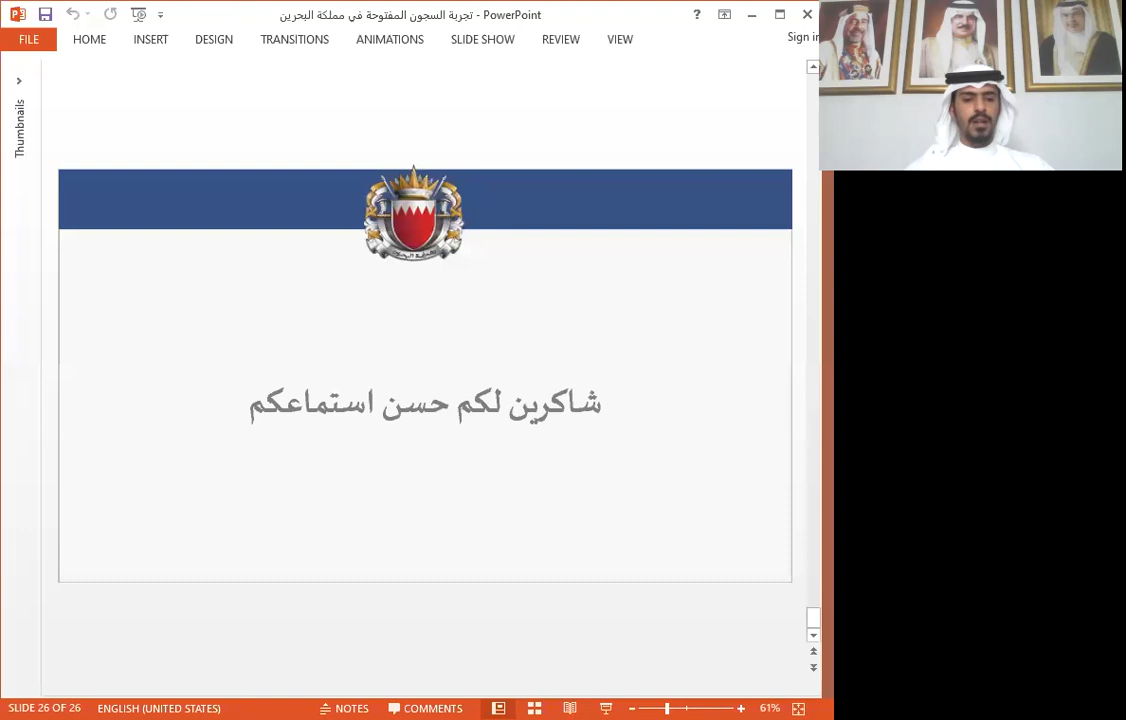 تجربة السجون المفتوحة في مملكة البحرين - PowerPoint
?
FILE HOME INSERT DESIGN TRANSITIONS ANIMATIONS SLIDE SHOW REVIEW VIEW Sign in
Thumbnails
شاكرين لكم حسن استماعكم
SLIDE 26 OF 26 ENGLISH (UNITED STATES) NOTES COMMENTS 61%